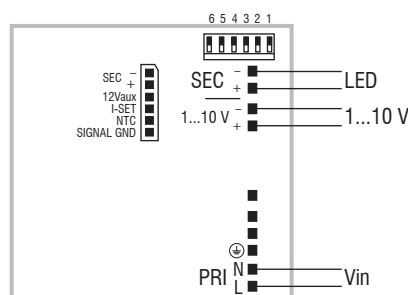 6 5 4 3 2 1
SEC −
+
12Vaux
I-SET
NTC
SIGNAL GND
SEC − LED
+
1...10 V − 1...10 V
+
PRI N Vin
L